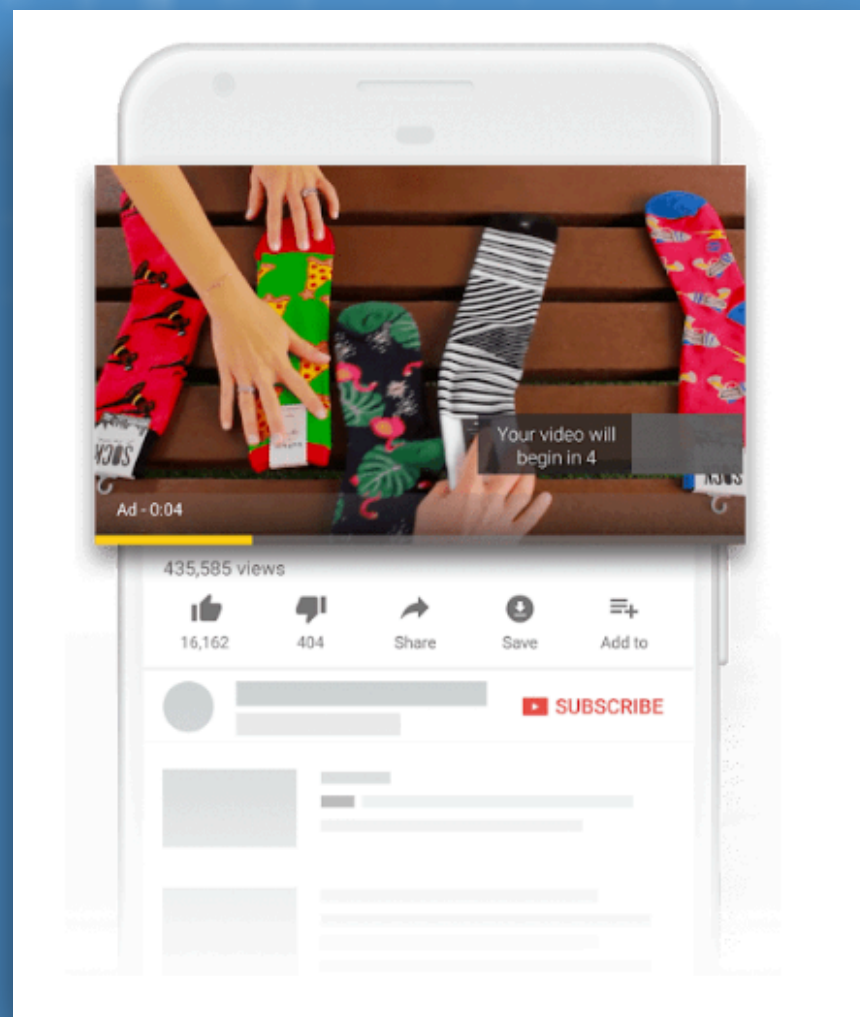 SOCK
Your video will
begin in 4
Ad - 0:04
435,585 views
16,162
404
Share
Save
Add to
SUBSCRIBE